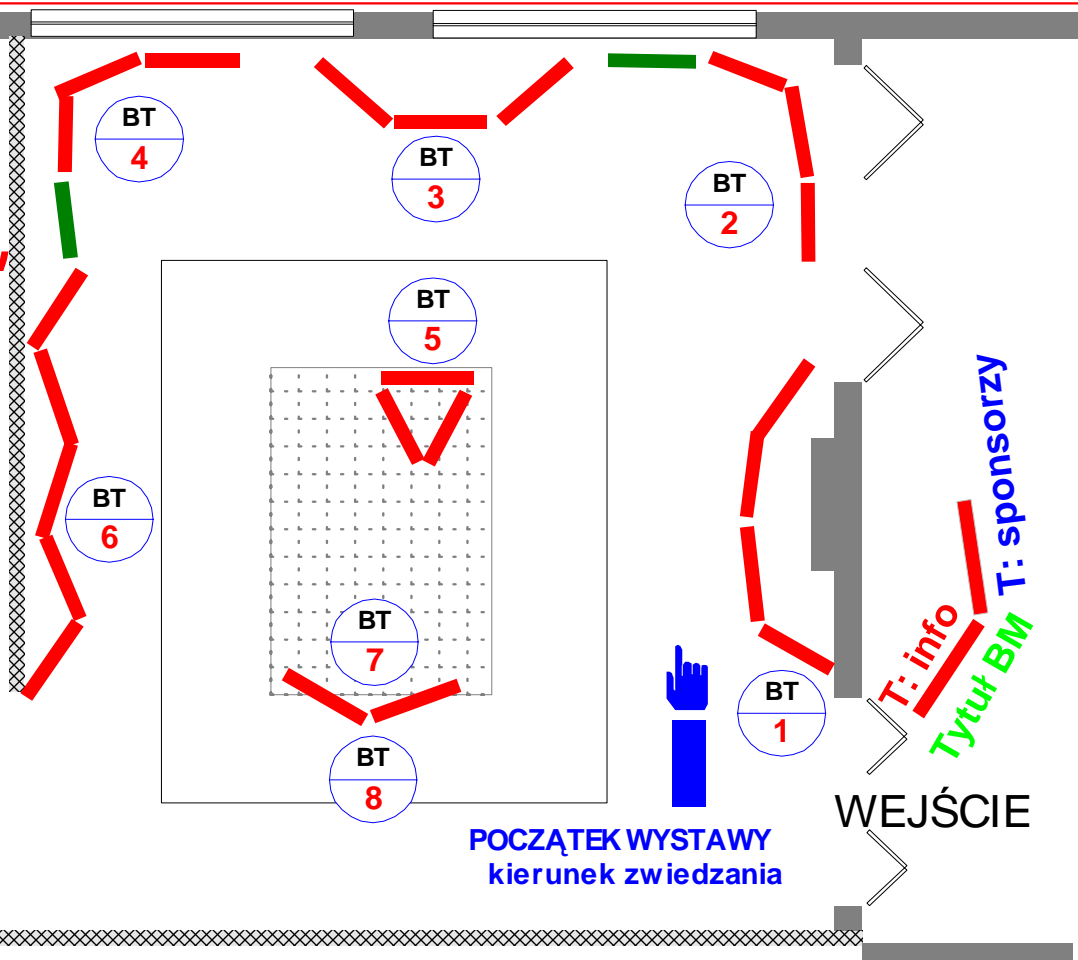 BT
4
BT
3
BT
2
BT
5
BT
6
BT
7
BT
8
BT
1
T: sponsorzy
T: info
Tytuł BM
WEJŚCIE
POCZĄTEK WYSTAWY
kierunek zwiedzania